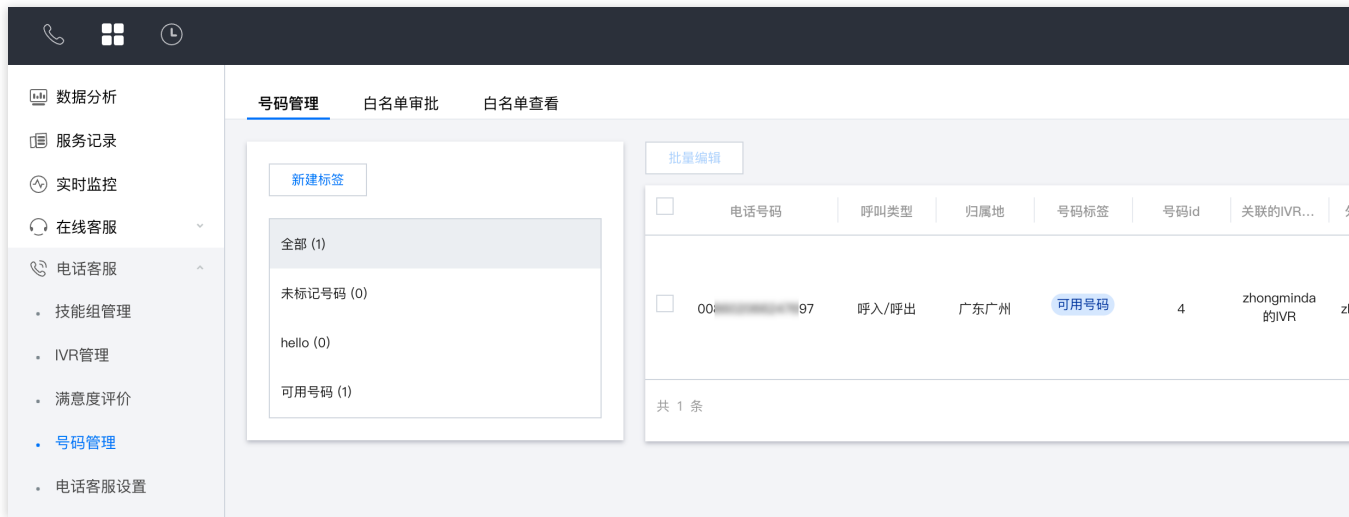 数据分析
服务记录
实时监控
在线客服
电话客服
技能组管理
IVR管理
满意度评价
号码管理
电话客服设置
号码管理 白名单审批 白名单查看
新建标签
全部 (1)
未标记号码 (0)
hello (0)
可用号码 (1)
批量编辑
电话号码 呼叫类型 归属地 号码标签 号码id 关联的IVR...
00 97 呼入/呼出 广东广州 可用号码 4 zhongminda
的IVR
共 1 条